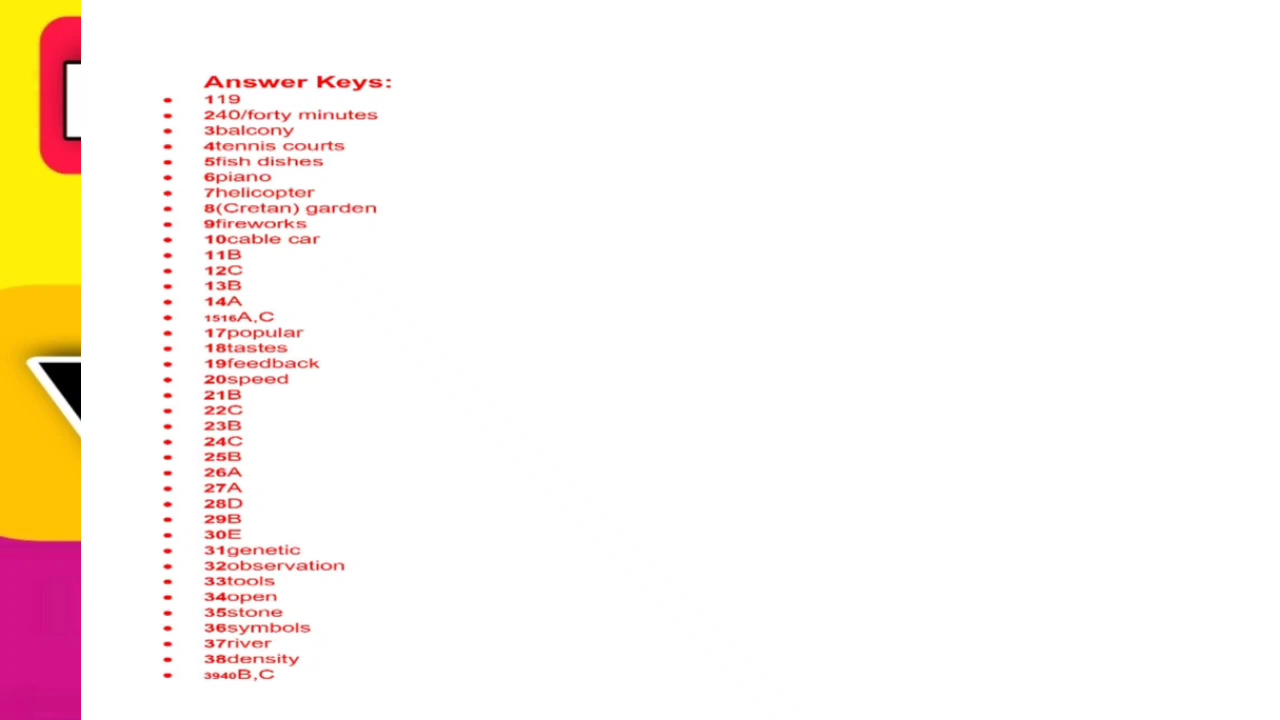 Answer Keys:
• 119
• 240/forty minutes
• 3balcony
• 4tennis courts
• 5fish dishes
• 6piano
• 7helicopter
• 8(Cretan) garden
• 9fireworks
• 10cable car
• 11B
• 12C
• 13B
• 14A
• 1516A,C
• 17popular
• 18tastes
• 19feedback
• 20speed
• 21B
• 22C
• 23B
• 24C
• 25B
• 26A
• 27A
• 28D
• 29B
• 30E
• 31genetic
• 32observation
• 33tools
• 34open
• 35stone
• 36symbols
• 37river
• 38density
• 3940B,C